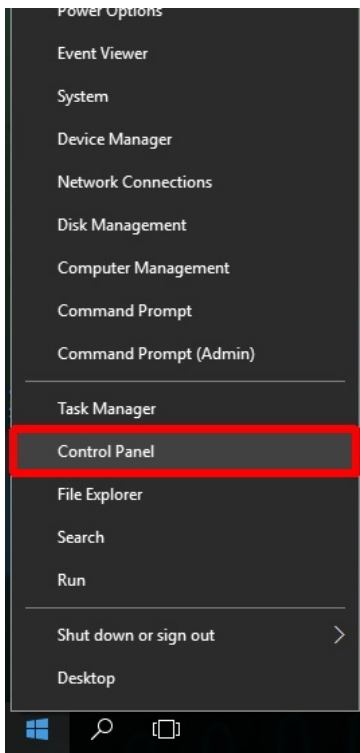 Power Options
Event Viewer
System
Device Manager
Network Connections
Disk Management
Computer Management
Command Prompt
Command Prompt (Admin)
Task Manager
Control Panel
File Explorer
Search
Run
Shut down or sign out
Desktop